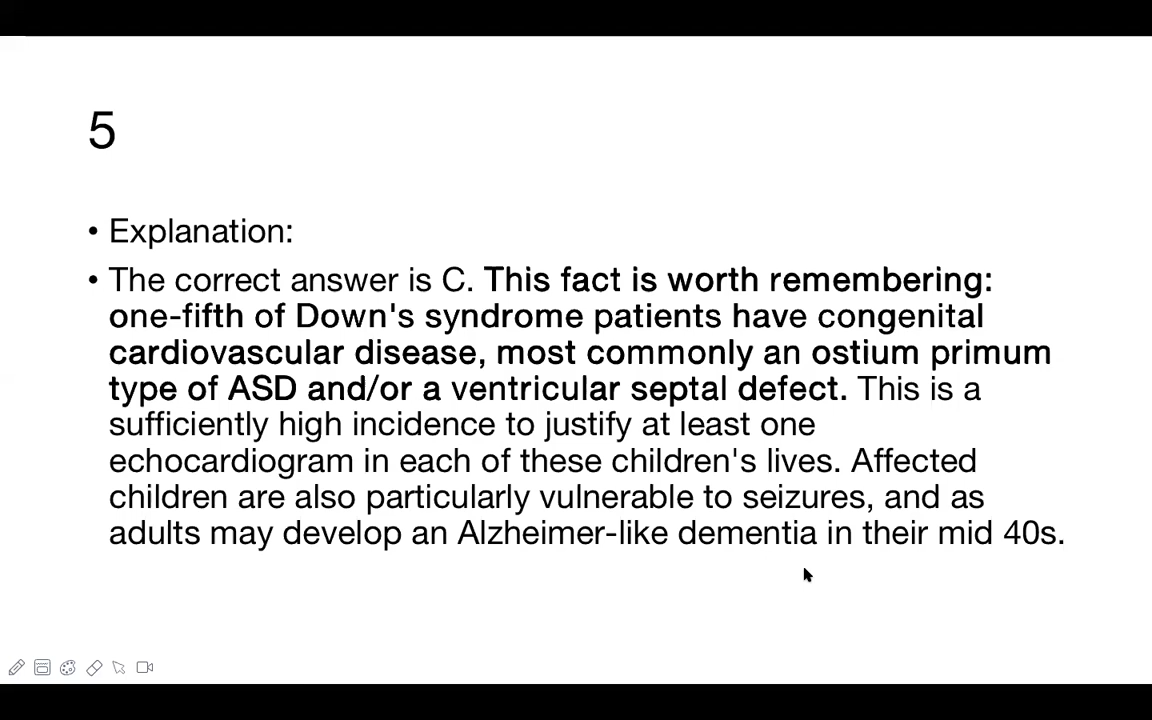 5
• Explanation:
• The correct answer is C. This fact is worth remembering:
one-fifth of Down's syndrome patients have congenital
cardiovascular disease, most commonly an ostium primum
type of ASD and/or a ventricular septal defect. This is a
sufficiently high incidence to justify at least one
echocardiogram in each of these children's lives. Affected
children are also particularly vulnerable to seizures, and as
adults may develop an Alzheimer-like dementia in their mid 40s.